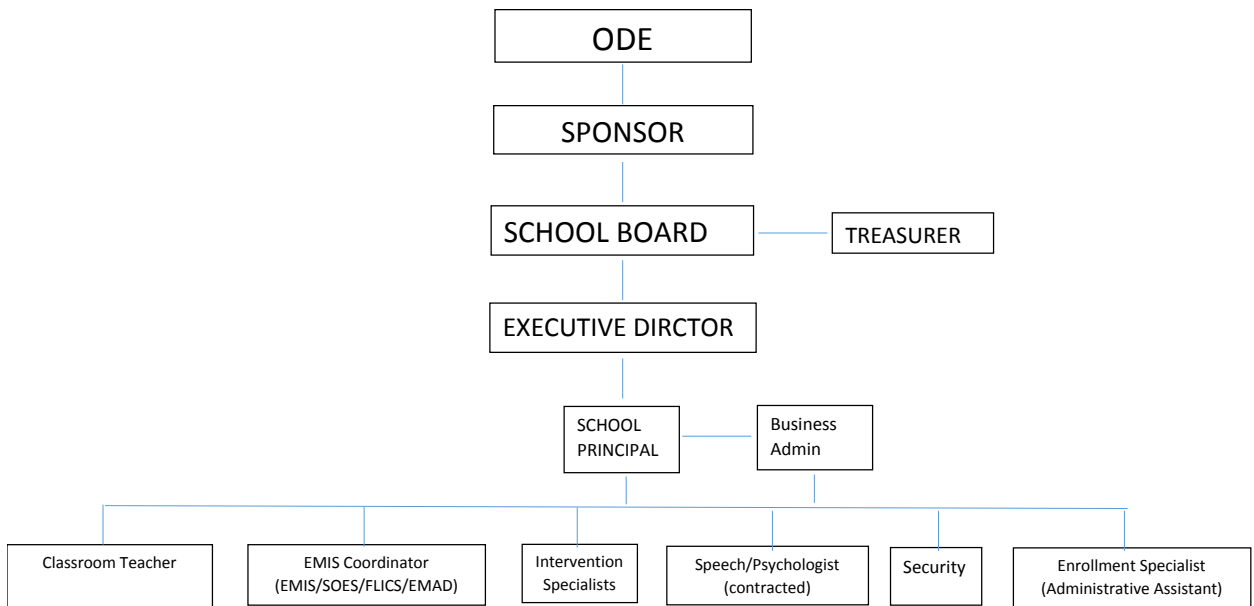 ODE
SPONSOR
SCHOOL BOARD
TREASURER
EXECUTIVE DIRCTOR
SCHOOL
PRINCIPAL
Business
Admin
Classroom Teacher
EMIS Coordinator
(EMIS/SOES/FLICS/EMAD)
Intervention
Specialists
Speech/Psychologist
(contracted)
Security
Enrollment Specialist
(Administrative Assistant)